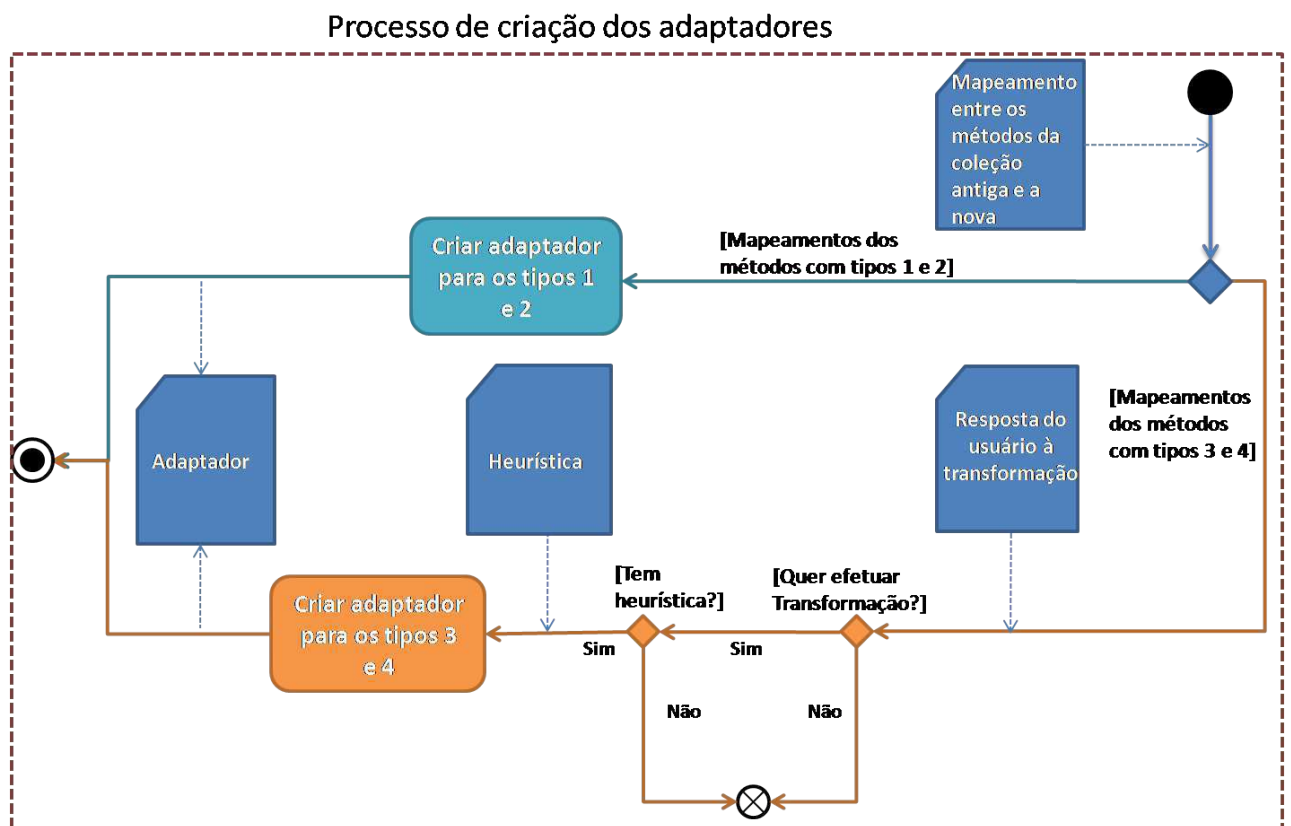 Processo de criação dos adaptadores
Mapeamento
entre os
métodos da
coleção
antiga e a
nova
Criar adaptador
para os tipos 1
e 2
[Mapeamentos dos
métodos com tipos 1 e 2]
Adaptador
Heurística
Resposta do
usuário à
transformação
[Mapeamentos
dos métodos
com tipos 3 e 4]
Criar adaptador
para os tipos 3
e 4
[Tem
heurística?]
[Quer efetuar
Transformação?]
Sim
Sim
Não
Não